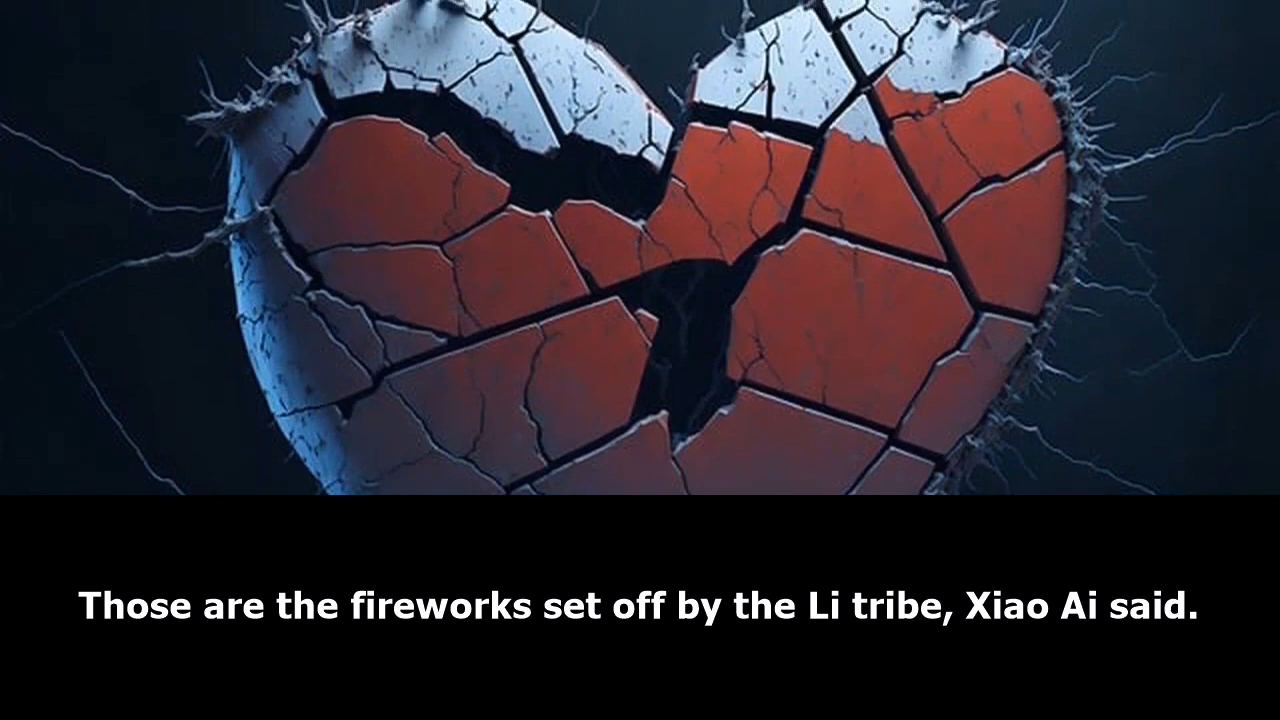 Those are the fireworks set off by the Li tribe, Xiao Ai said.